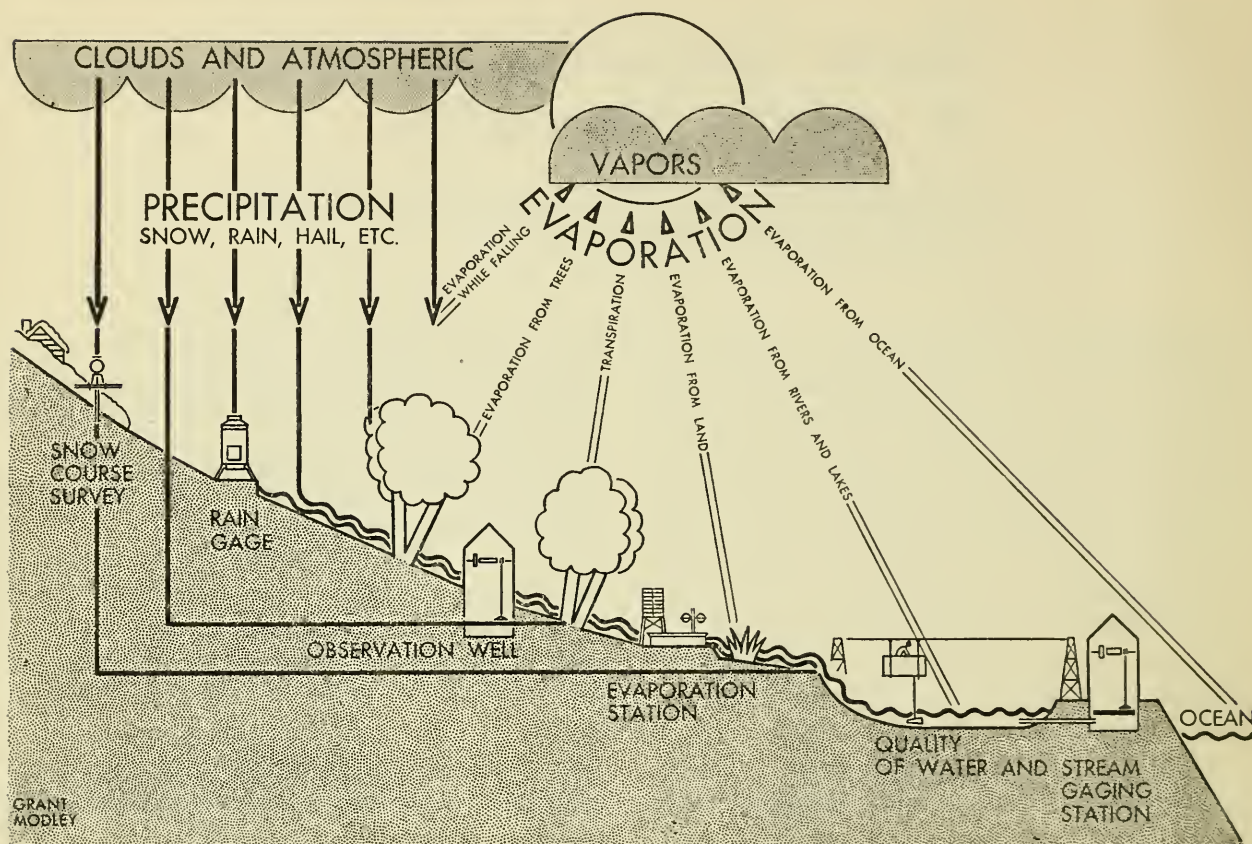 CLOUDS AND ATMOSPHERIC
VAPORS
PRECIPITATION
SNOW, RAIN, HAIL, ETC.
EVAPORATION
EVAPORATION
WHILE FALLING
EVAPORATION FROM TREES
TRANSPIRATION
EVAPORATION FROM LAND
EVAPORATION FROM RIVERS AND LAKES
EVAPORATION FROM OCEAN
SNOW
COURSE
SURVEY
RAIN
GAGE
OBSERVATION WELL
EVAPORATION
STATION
QUALITY
OF WATER AND STREAM
GAGING
STATION
OCEAN
GRANT
MODLEY